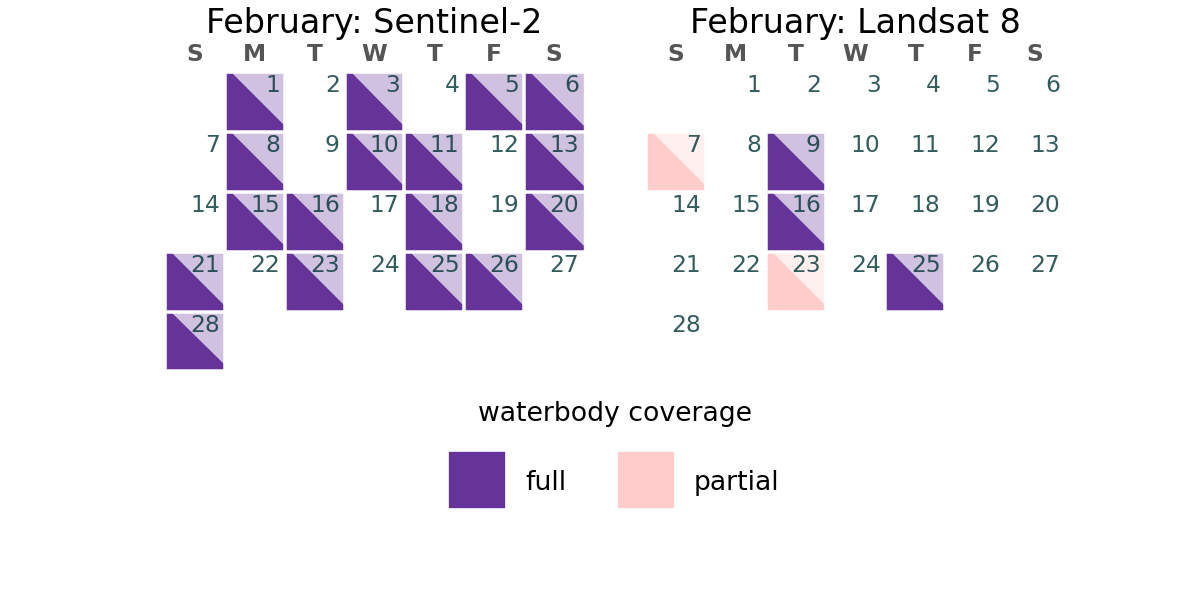 February: Sentinel-2
S M T W T F S
1 2 3 4 5 6
7 8 9 10 11 12 13
14 15 16 17 18 19 20
21 22 23 24 25 26 27
28
February: Landsat 8
S M T W T F S
1 2 3 4 5 6
7 8 9 10 11 12 13
14 15 16 17 18 19 20
21 22 23 24 25 26 27
28
waterbody coverage
full partial